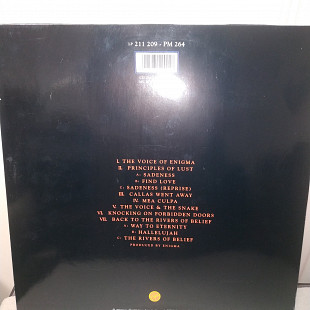 LP 211 209 - PM 264
I. THE VOICE OF ENIGMA
II. PRINCIPLES OF LUST
A: SADENESS
B: FIND LOVE
C: SADENESS (REPRISE)
III. CALLAS WENT AWAY
IV. MEA CULPA
V. THE VOICE & THE SNAKE
VI. KNOCKING ON FORBIDDEN DOORS
VII. BACK TO THE RIVERS OF BELIEF
A: WAY TO ETERNITY
B: HALLELUJAH
C: THE RIVERS OF BELIEF
PRODUCED BY ENIGMA